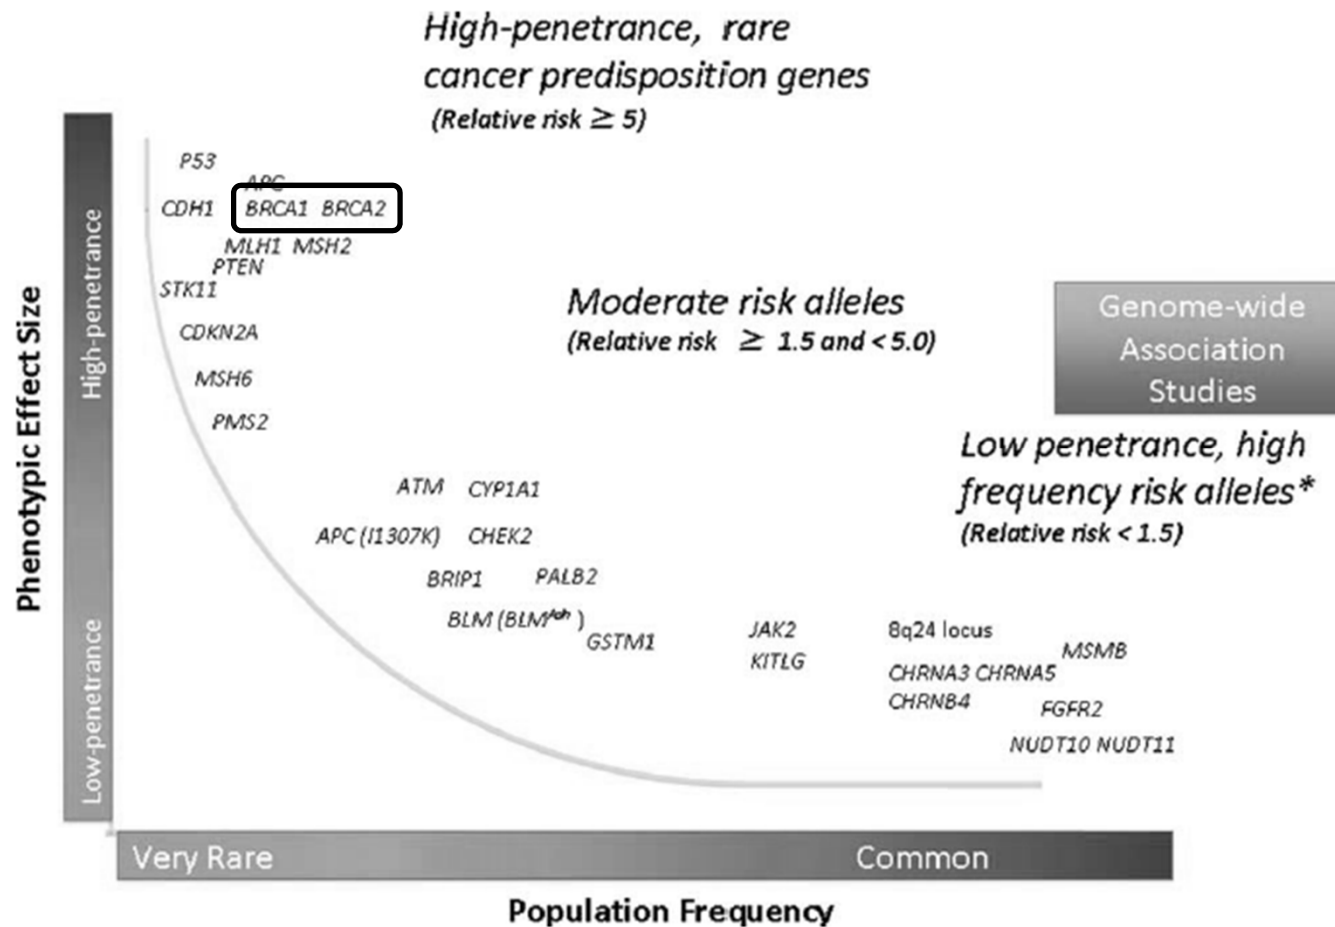 High-penetrance, rare
cancer predisposition genes
(Relative risk ≥ 5)
P53
APC
CDH1 BRCA1 BRCA2
MLH1 MSH2
PTEN
STK11
CDKN2A
MSH6
PMS2
Moderate risk alleles
(Relative risk ≥ 1.5 and < 5.0)
Genome-wide
Association
Studies
Low penetrance, high
frequency risk alleles*
(Relative risk < 1.5)
ATM CYP1A1
APC (I1307K) CHEK2
BRIP1 PALB2
BLM (BLMᴬˢʰ )
GSTM1
JAK2
KITLG
8q24 locus
MSMB
CHRNA3 CHRNA5
CHRNB4
FGFR2
NUDT10 NUDT11
Phenotypic Effect Size
High-penetrance
Low-penetrance
Very Rare
Common
Population Frequency